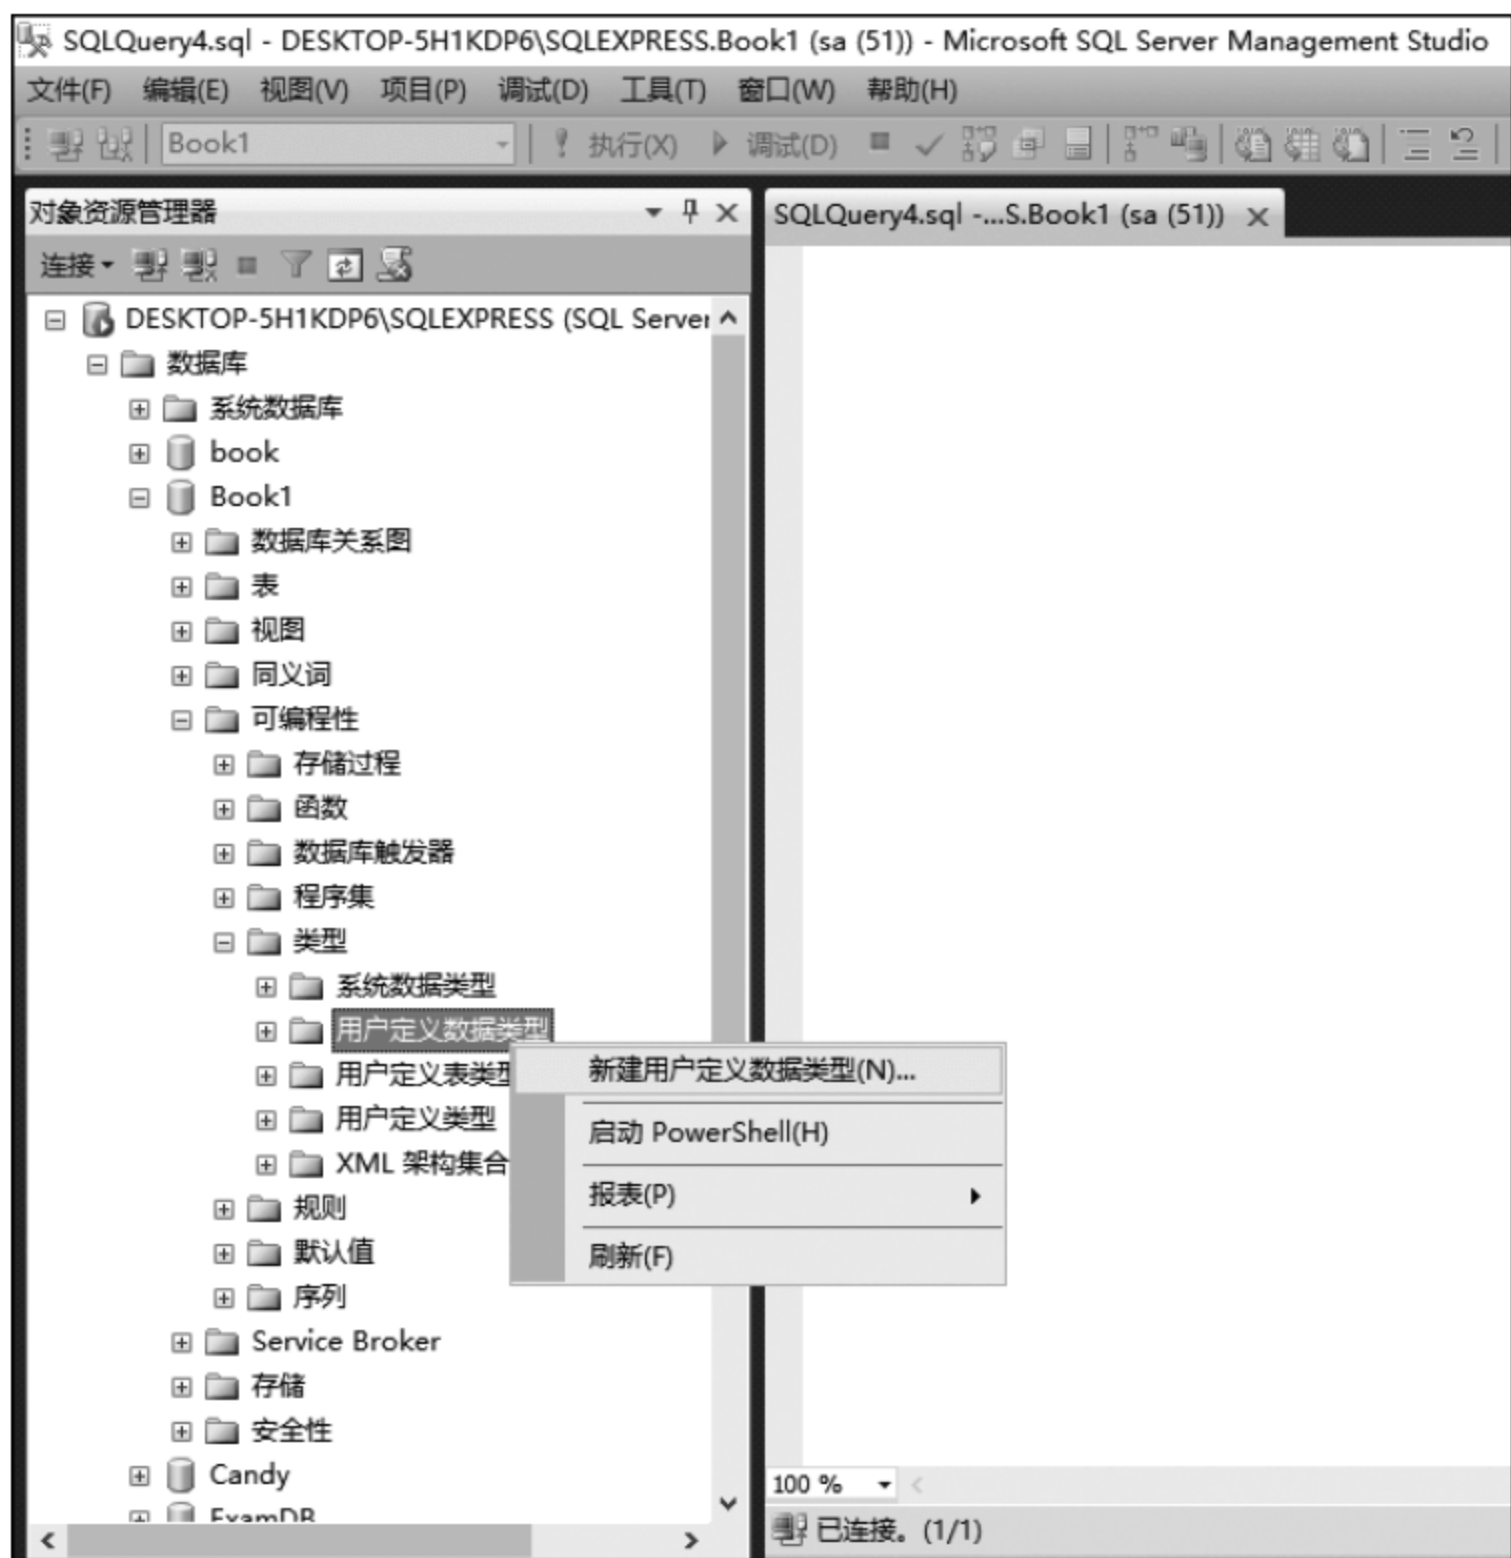 SQLQuery4.sql - DESKTOP-5H1KDP6\SQLEXPRESS.Book1 (sa (51)) - Microsoft SQL Server Management Studio
文件(F) 编辑(E) 视图(V) 项目(P) 调试(D) 工具(T) 窗口(W) 帮助(H)
Book1 执行(X) 调试(D)
对象资源管理器
SQLQuery4.sql -...S.Book1 (sa (51))
连接
DESKTOP-5H1KDP6\SQLEXPRESS (SQL Server
数据库
系统数据库
book
Book1
数据库关系图
表
视图
同义词
可编程性
存储过程
函数
数据库触发器
程序集
类型
系统数据类型
用户定义数据类型
用户定义表类型
用户定义类型
XML 架构集合
规则
默认值
序列
Service Broker
存储
安全性
Candy
ExamDB
新建用户定义数据类型(N)...
启动 PowerShell(H)
报表(P)
刷新(F)
100 %
已连接。(1/1)